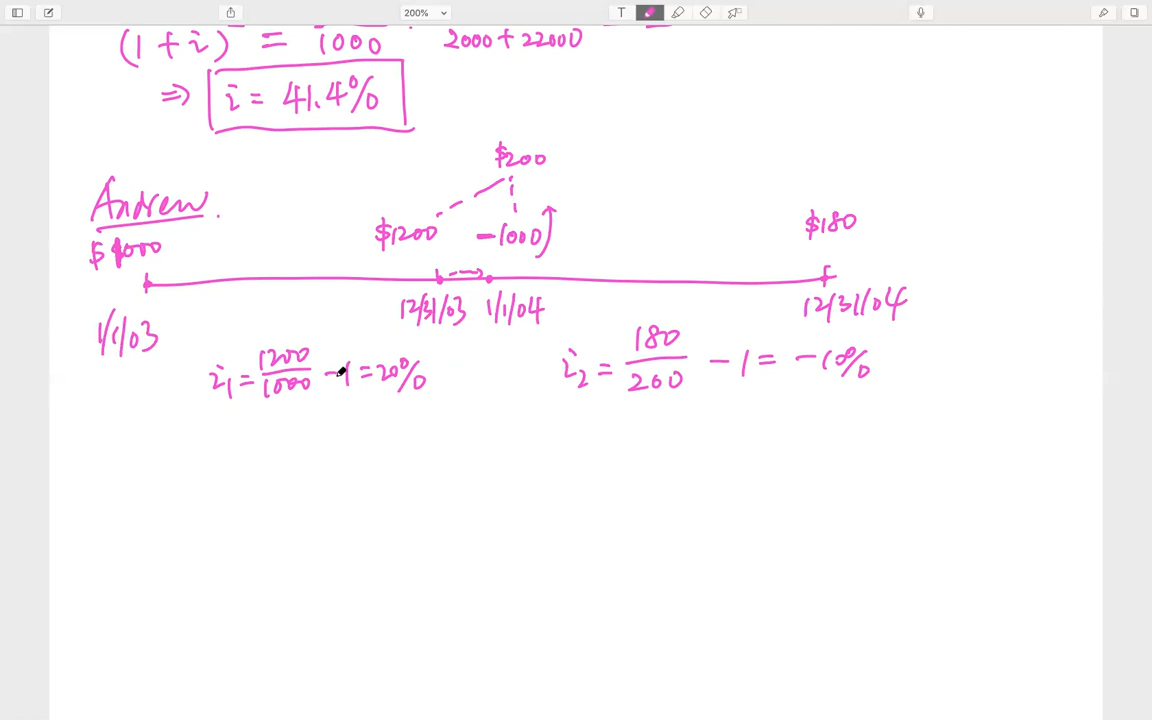 200%
T
(1 + i) = 1000 . 2000 + 22000
⇒ i = 41.4%
$200
Andrew.
$1200 -1000 $180
$1000
12/31/03 1/1/04 12/31/04
1/1/03
i₁ = 1200/1000 - 1 = 20% i₂ = 180/200 - 1 = -10%